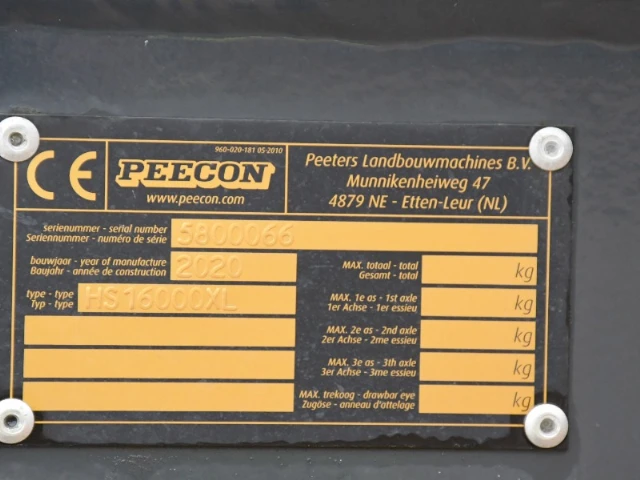 960-020-181 05-2010
CE
PEECON
www.peecon.com
Peeters Landbouwmachines B.V.
Munnikenheiweg 47
4879 NE - Etten-Leur (NL)
serienummer - serial number
Seriennummer - numéro de série
5800066
bouwjaar - year of manufacture
Baujahr - année de construction
2020
type - type
Typ - type
HS16000XL
MAX. totaal - total
Gesamt - total
kg
MAX. 1e as - 1st axle
1er Achse - 1er essieu
kg
MAX. 2e as - 2nd axle
2er Achse - 2me essieu
kg
MAX. 3e as - 3th axle
3er Achse - 3me essieu
kg
MAX. trekoog - drawbar eye
Zugöse - anneau d'attelage
kg